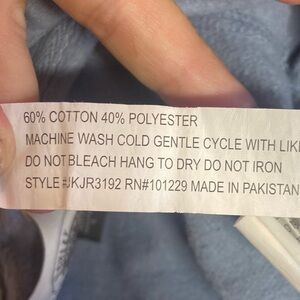 60% COTTON 40% POLYESTER
MACHINE WASH COLD GENTLE CYCLE WITH
DO NOT BLEACH HANG TO DRY DO NOT IRON
STYLE #JKJR3192 RN#101229 MADE IN PAKISTAN